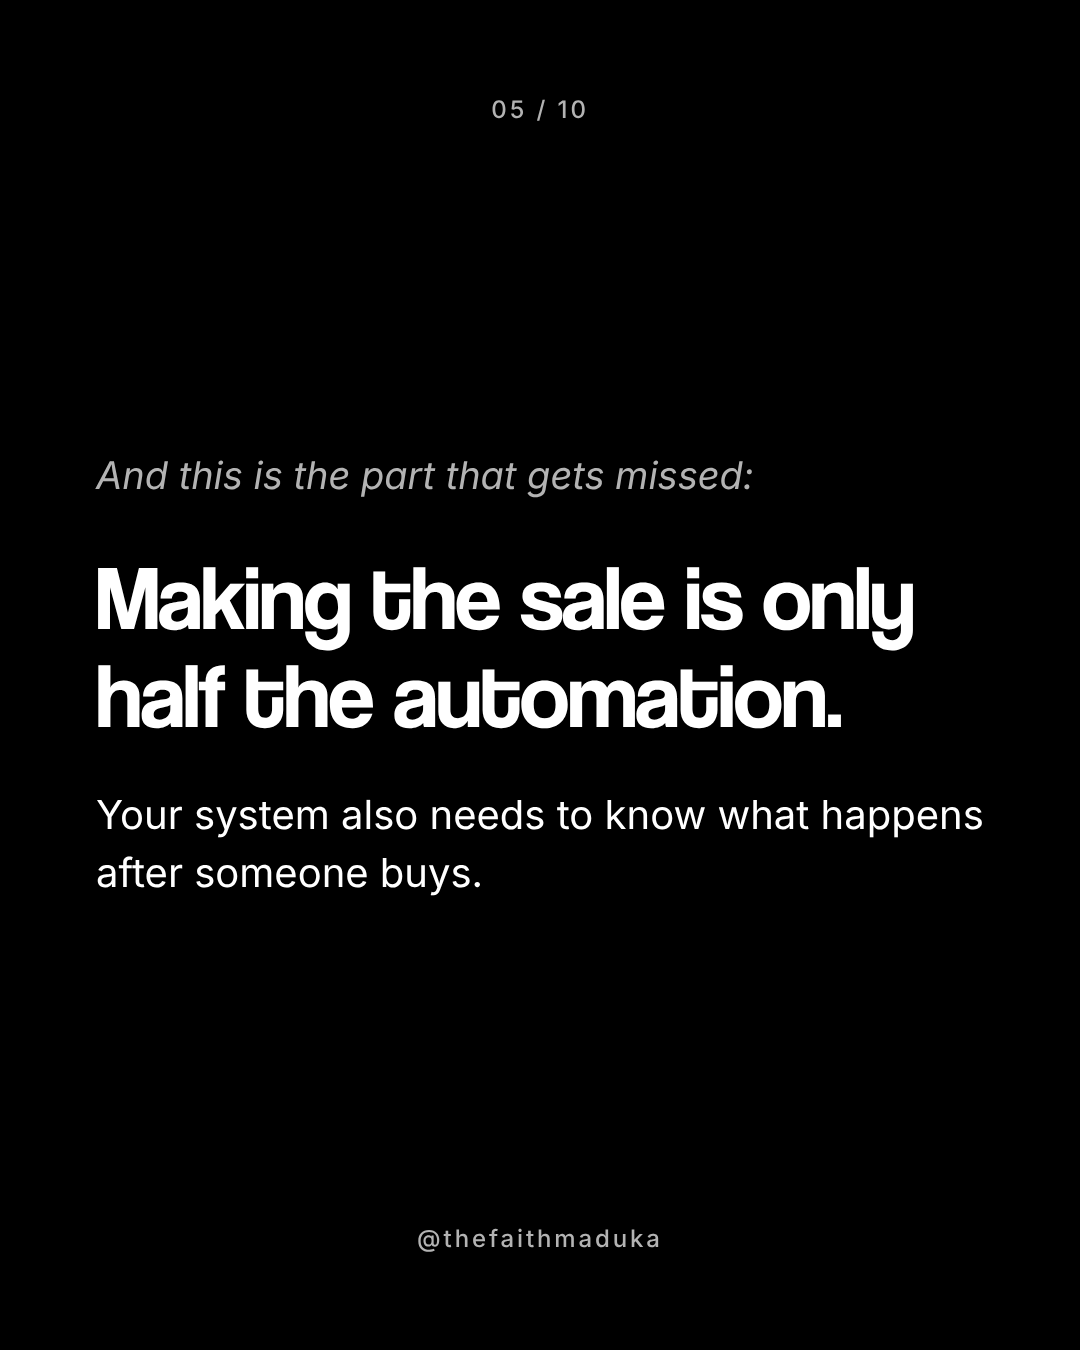 05 / 10
And this is the part that gets missed:
Making the sale is only
half the automation.
Your system also needs to know what happens
after someone buys.
@thefaithmaduka